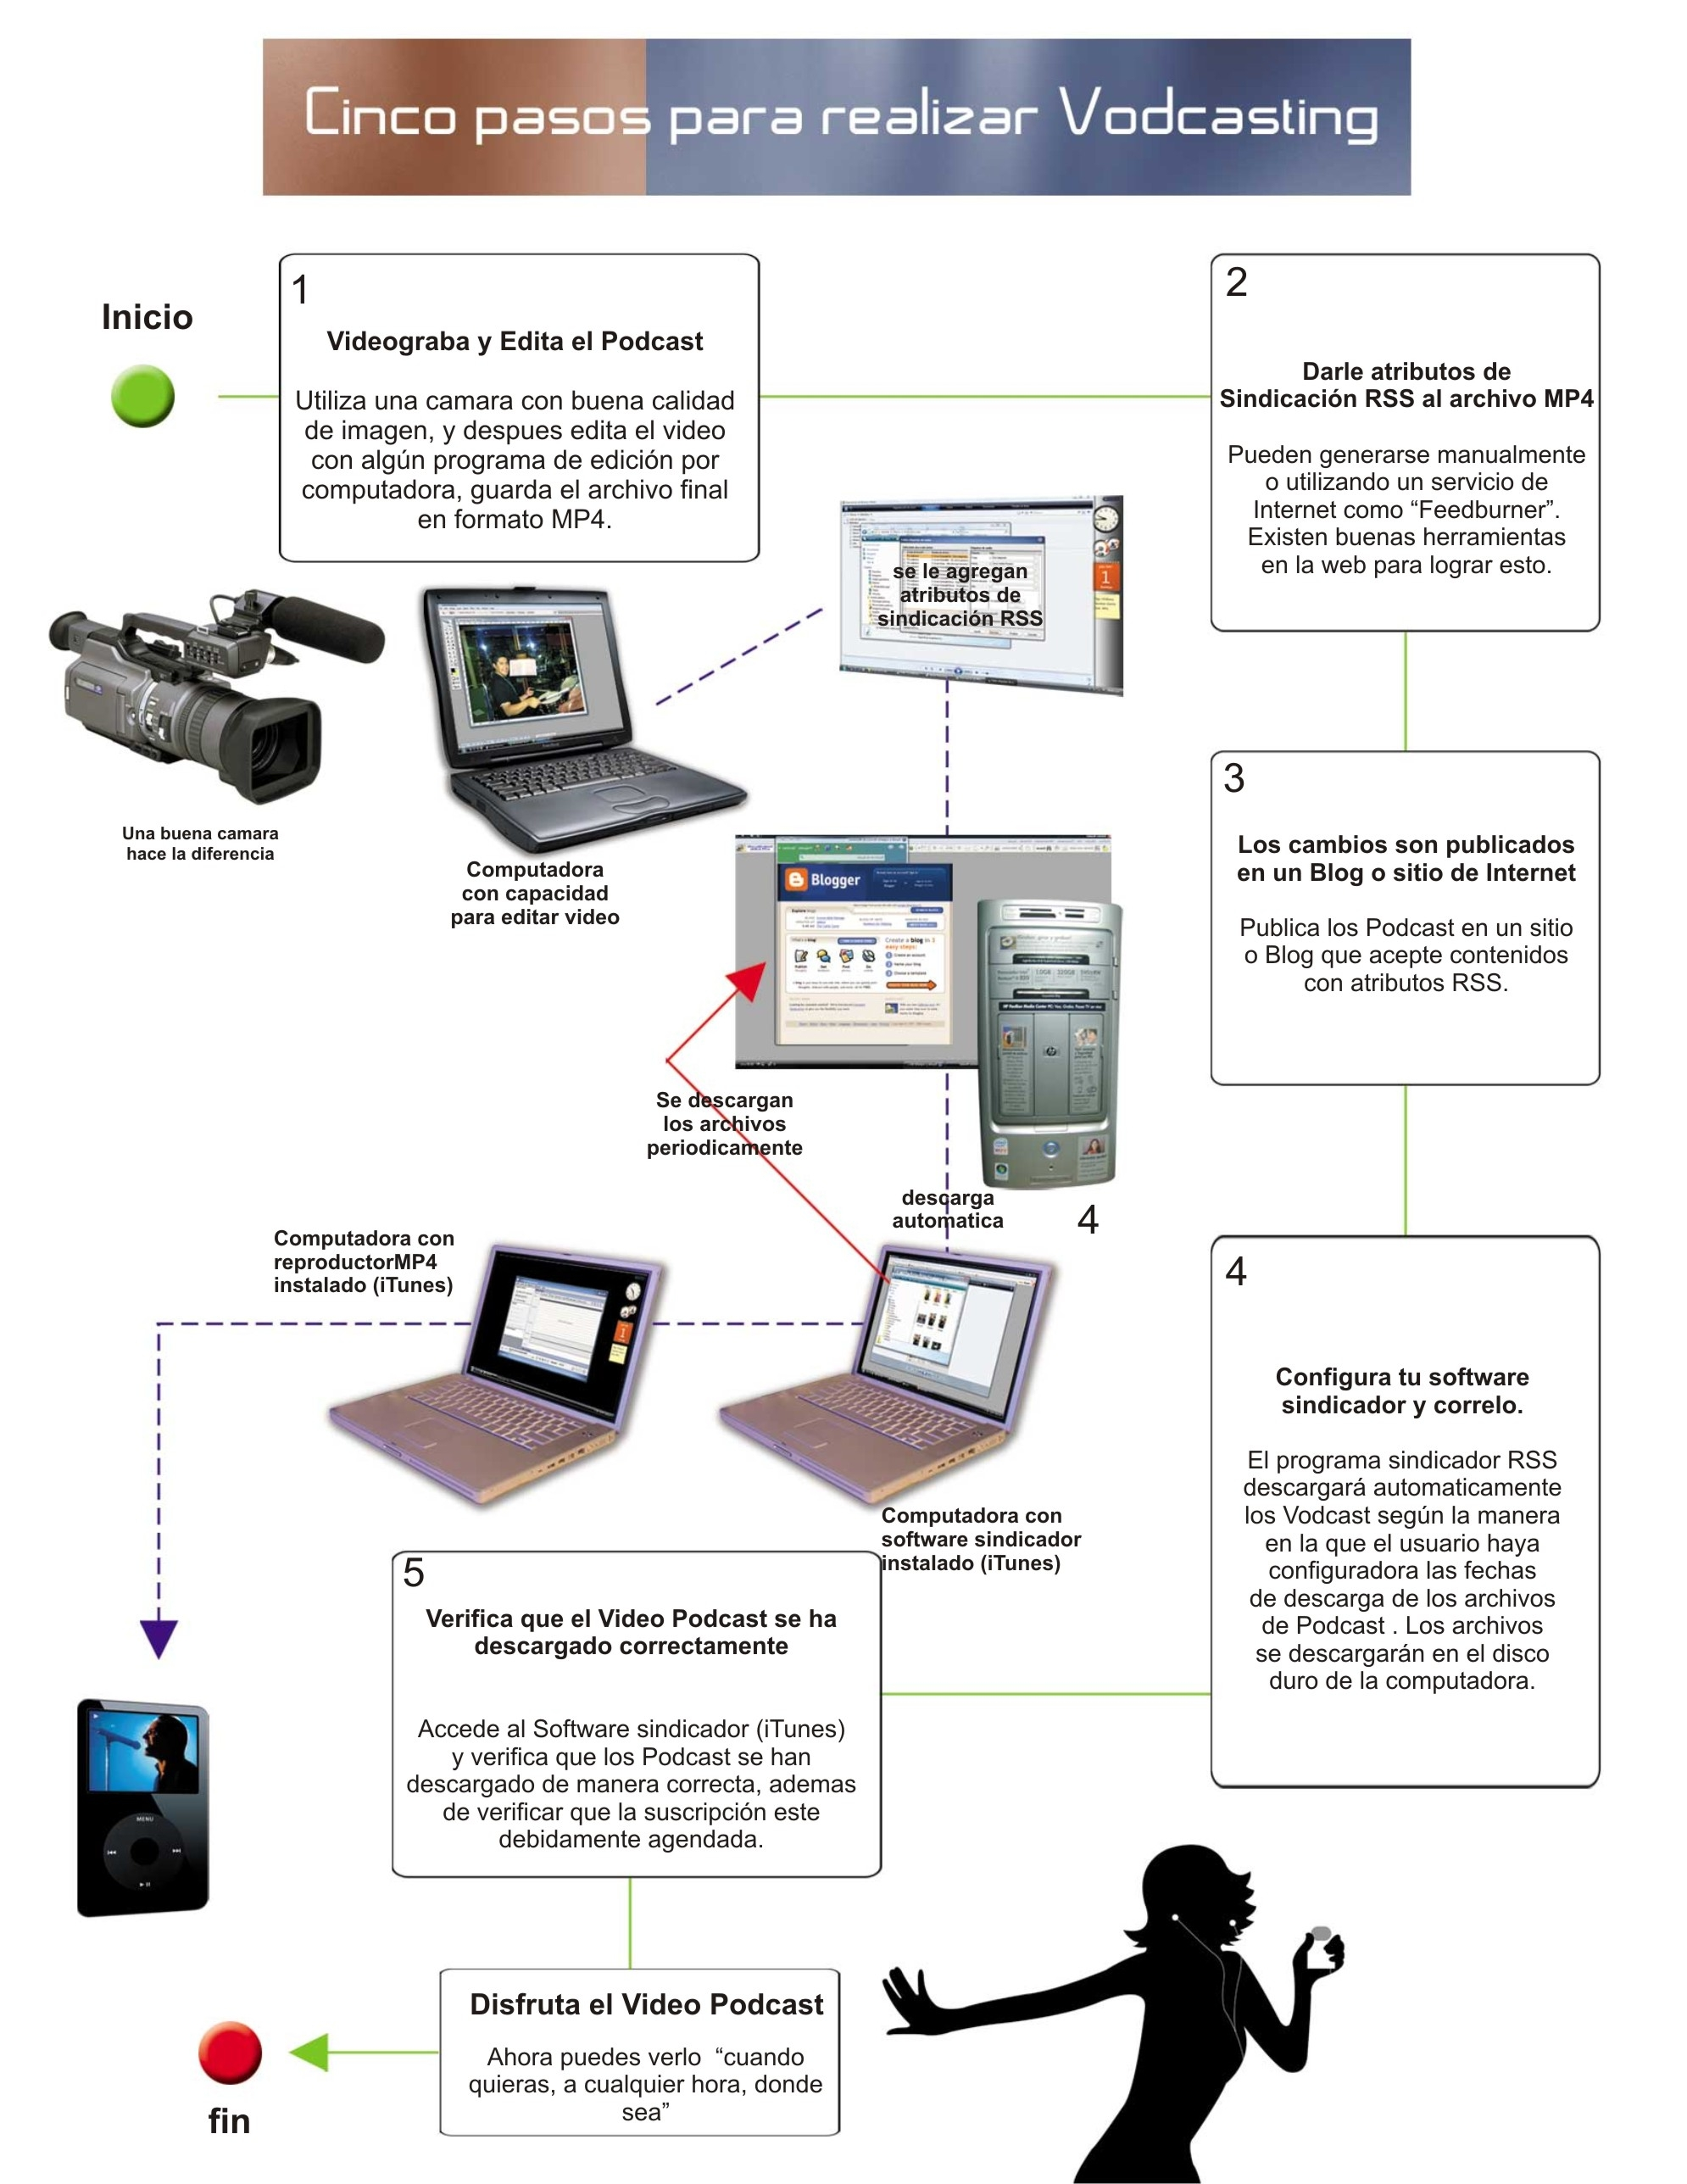 Cinco pasos para realizar Vodcasting
Inicio
1
Videograba y Edita el Podcast
Utiliza una camara con buena calidad
de imagen, y despues edita el video
con algún programa de edición por
computadora, guarda el archivo final
en formato MP4.
2
Darle atributos de
Sindicación RSS al archivo MP4
Pueden generarse manualmente
o utilizando un servicio de
Internet como “Feedburner”.
Existen buenas herramientas
en la web para lograr esto.
se le agregan
atributos de
sindicación RSS
Una buena camara
hace la diferencia
Computadora
con capacidad
para editar video
3
Los cambios son publicados
en un Blog o sitio de Internet
Publica los Podcast en un sitio
o Blog que acepte contenidos
con atributos RSS.
Blogger
Create a blog in 3
easy steps:
Se descargan
los archivos
periodicamente
descarga
automatica
4
Computadora con
reproductorMP4
instalado (iTunes)
Computadora con
software sindicador
instalado (iTunes)
4
Configura tu software
sindicador y correlo.
El programa sindicador RSS
descargará automaticamente
los Vodcast según la manera
en la que el usuario haya
configuradora las fechas
de descarga de los archivos
de Podcast . Los archivos
se descargarán en el disco
duro de la computadora.
5
Verifica que el Video Podcast se ha
descargado correctamente
Accede al Software sindicador (iTunes)
y verifica que los Podcast se han
descargado de manera correcta, ademas
de verificar que la suscripción este
debidamente agendada.
MENU
Disfruta el Video Podcast
Ahora puedes verlo “cuando
quieras, a cualquier hora, donde
sea”
fin